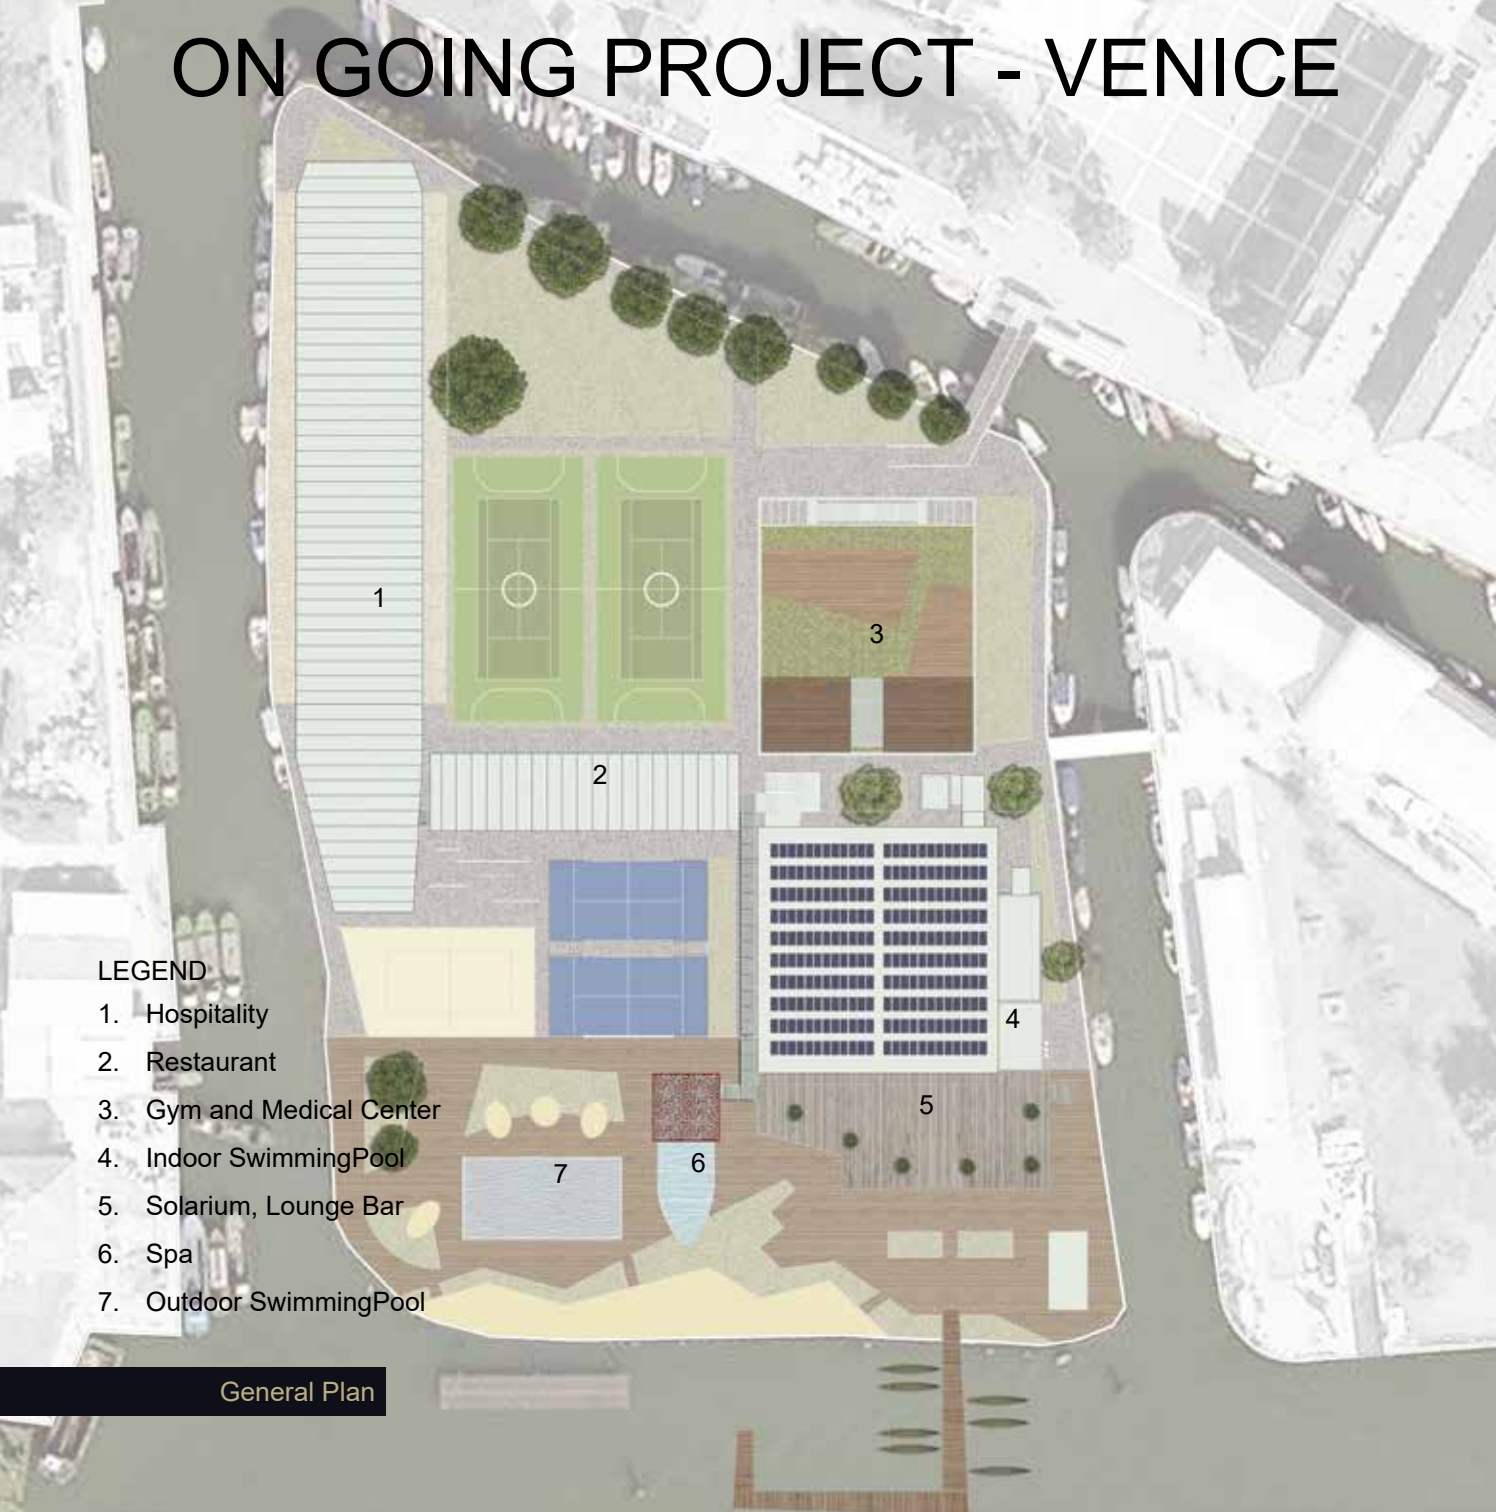 ON GOING PROJECT - VENICE
1
2
3
4
5
6
7
LEGEND
1. Hospitality
2. Restaurant
3. Gym and Medical Center
4. Indoor SwimmingPool
5. Solarium, Lounge Bar
6. Spa
7. Outdoor SwimmingPool
General Plan